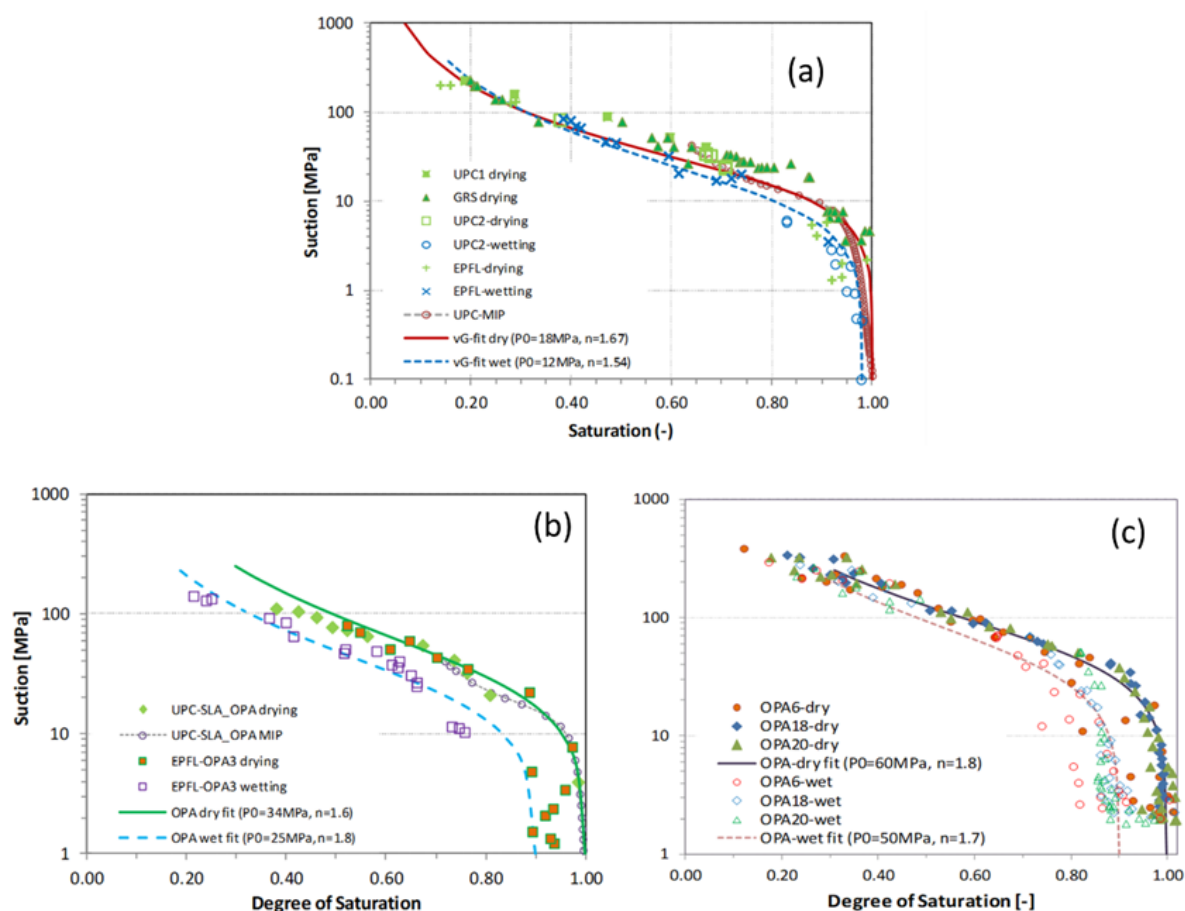 1000
100
10
1
0.1
Suction [MPa]
(a)
UPC1 drying
GRS drying
UPC2-drying
UPC2-wetting
EPFL-drying
EPFL-wetting
UPC-MIP
vG-fit dry (P0=18MPa, n=1.67)
vG-fit wet (P0=12MPa, n=1.54)
0.00 0.20 0.40 0.60 0.80 1.00
Saturation (-)
1000
100
10
1
Suction [MPa]
(b)
UPC-SLA_OPA drying
UPC-SLA_OPA MIP
EPFL-OPA3 drying
EPFL-OPA3 wetting
OPA dry fit (P0=34MPa, n=1.6)
OPA wet fit (P0=25MPa, n=1.8)
0.00 0.20 0.40 0.60 0.80 1.00
Degree of Saturation
1000
100
10
1
Suction [MPa]
(c)
OPA6-dry
OPA18-dry
OPA20-dry
OPA-dry fit (P0=60MPa, n=1.8)
OPA6-wet
OPA18-wet
OPA20-wet
OPA-wet fit (P0=50MPa, n=1.7)
0.00 0.20 0.40 0.60 0.80 1.00
Degree of Saturation [-]